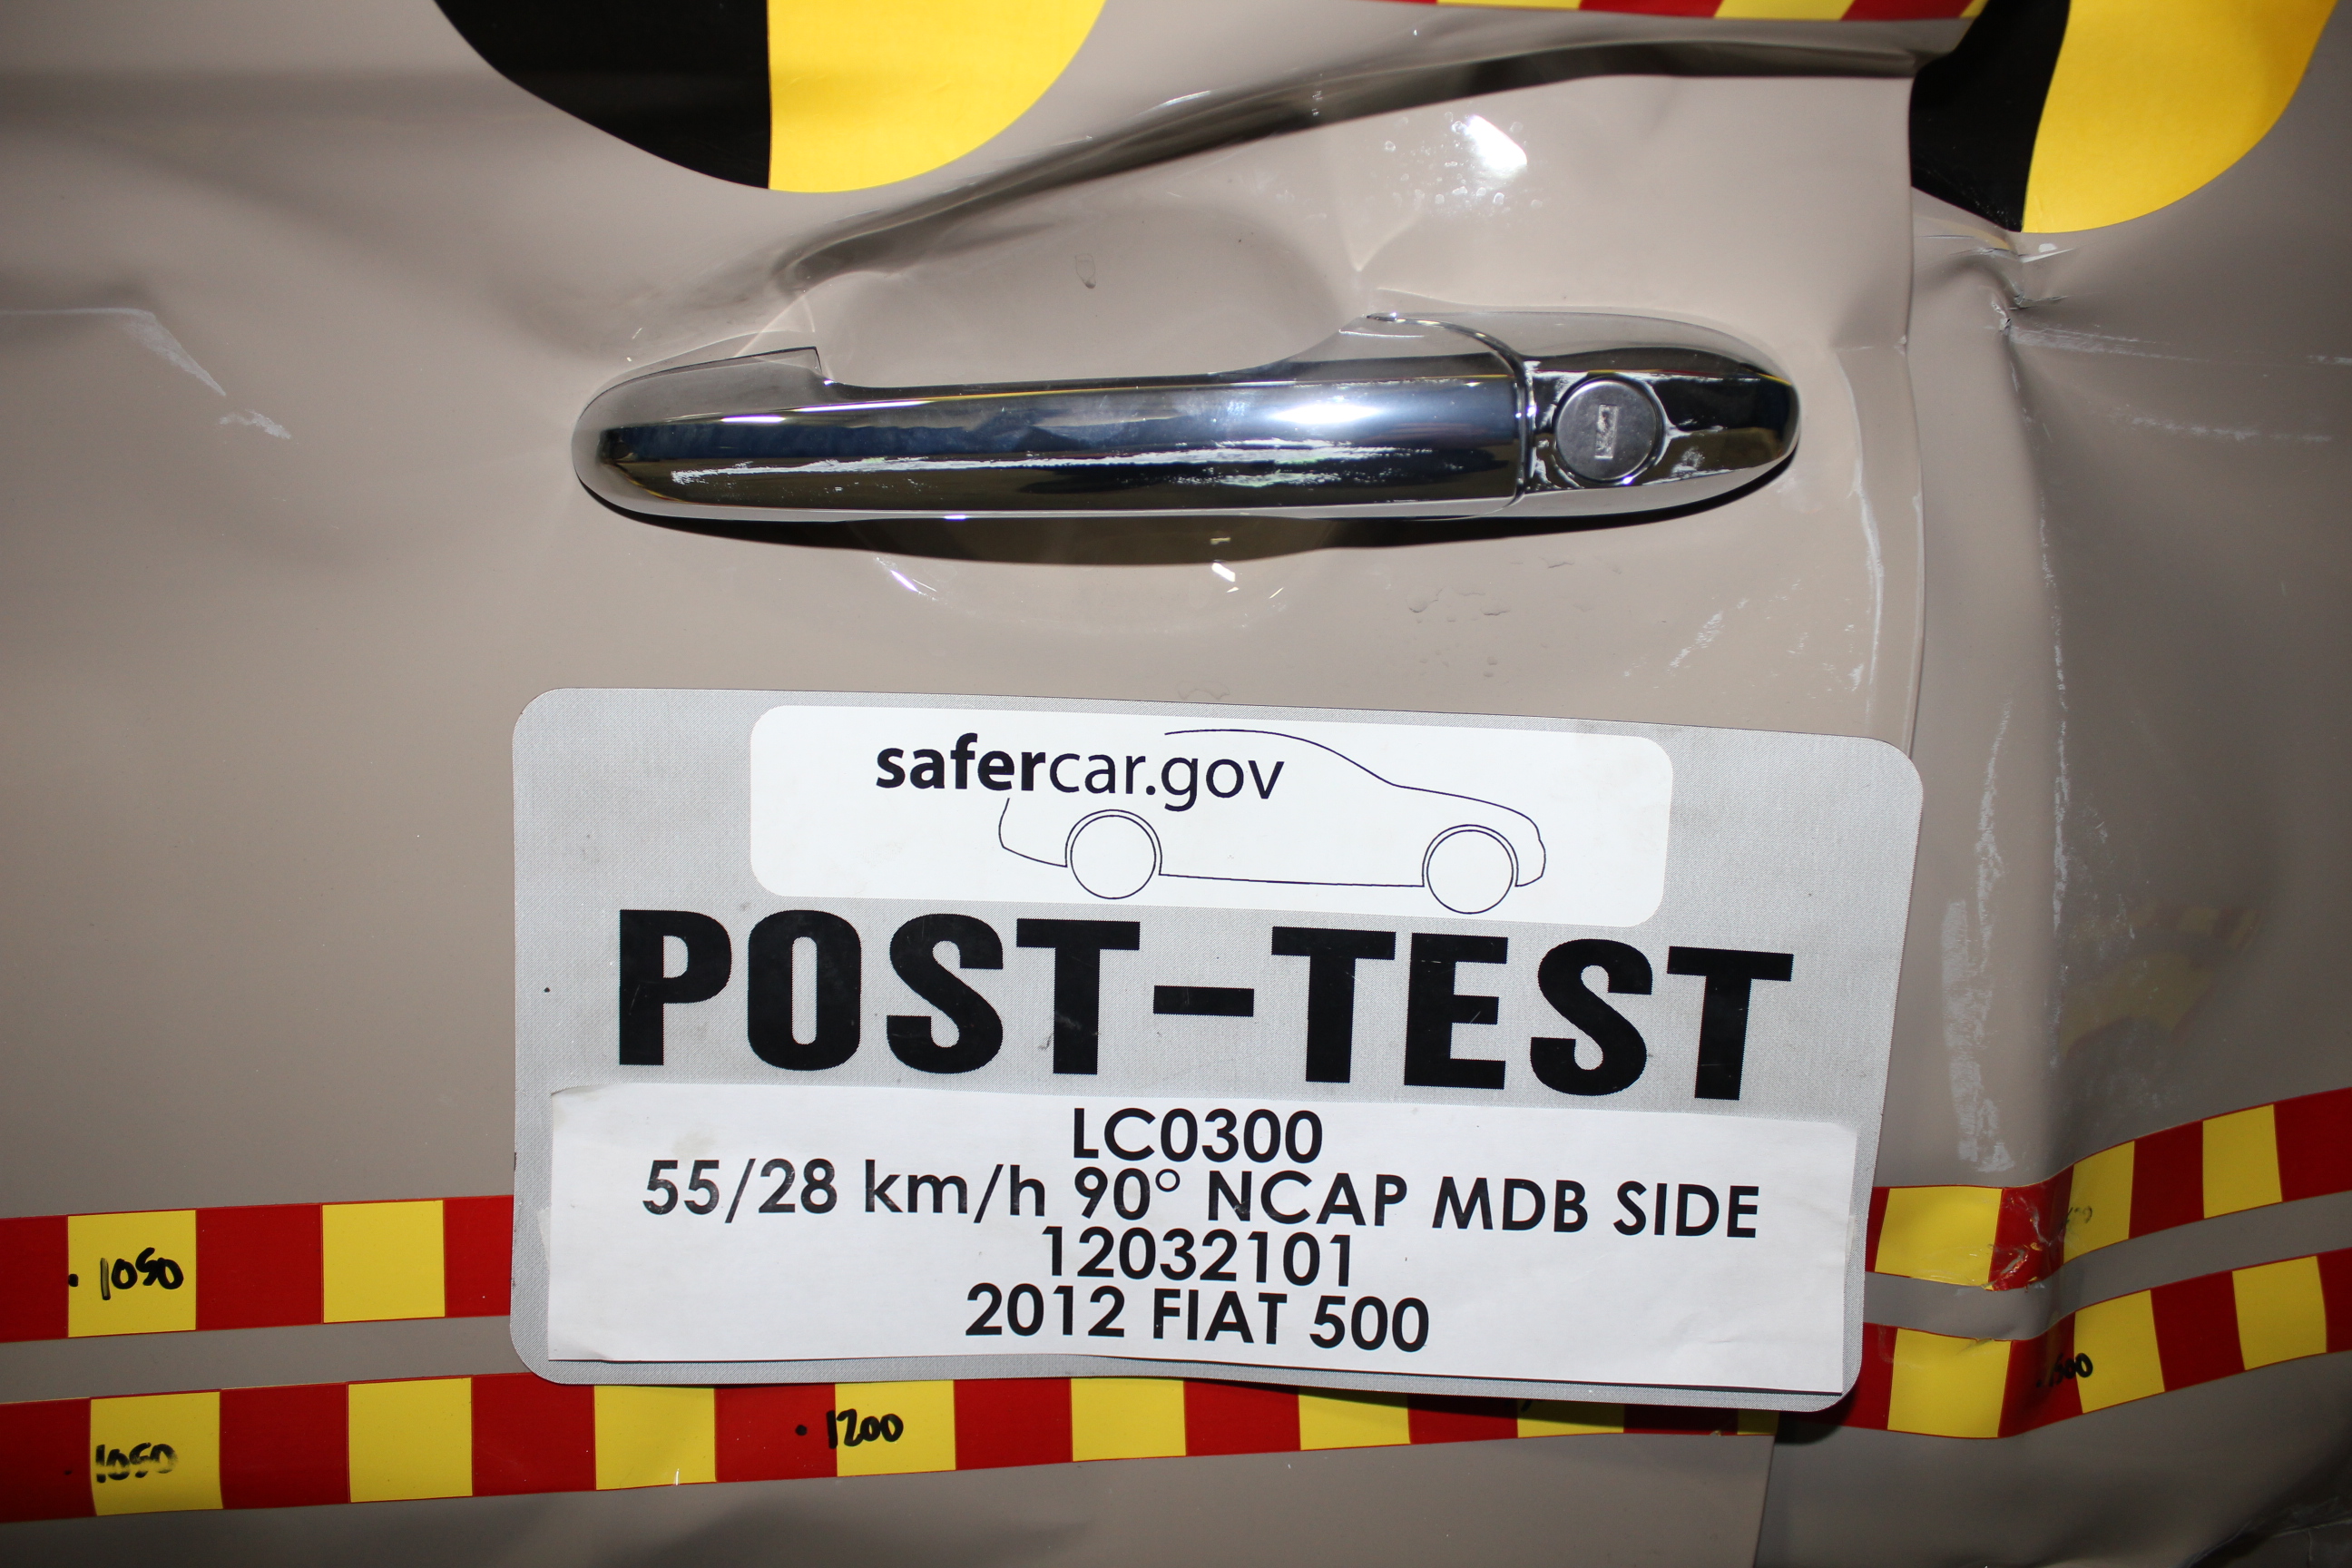 safercar.gov
POST-TEST
LC0300
55/28 km/h 90° NCAP MDB SIDE
12032101
2012 FIAT 500
1050
1050
1200